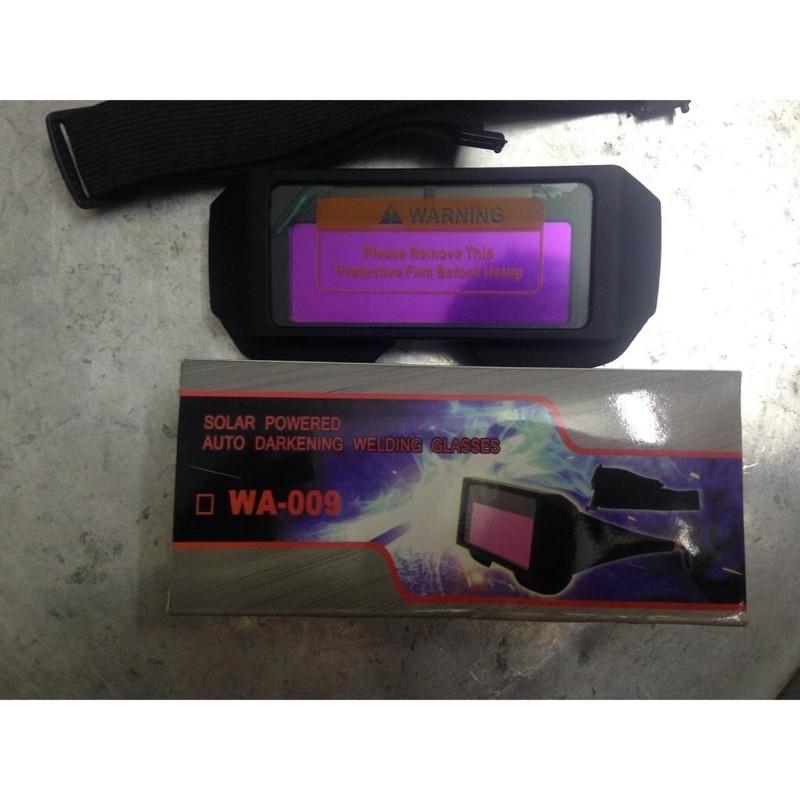 WARNING
Please Remove This
Protective Film Before Using
SOLAR POWERED
AUTO DARKENING WELDING GLASSES
WA-009